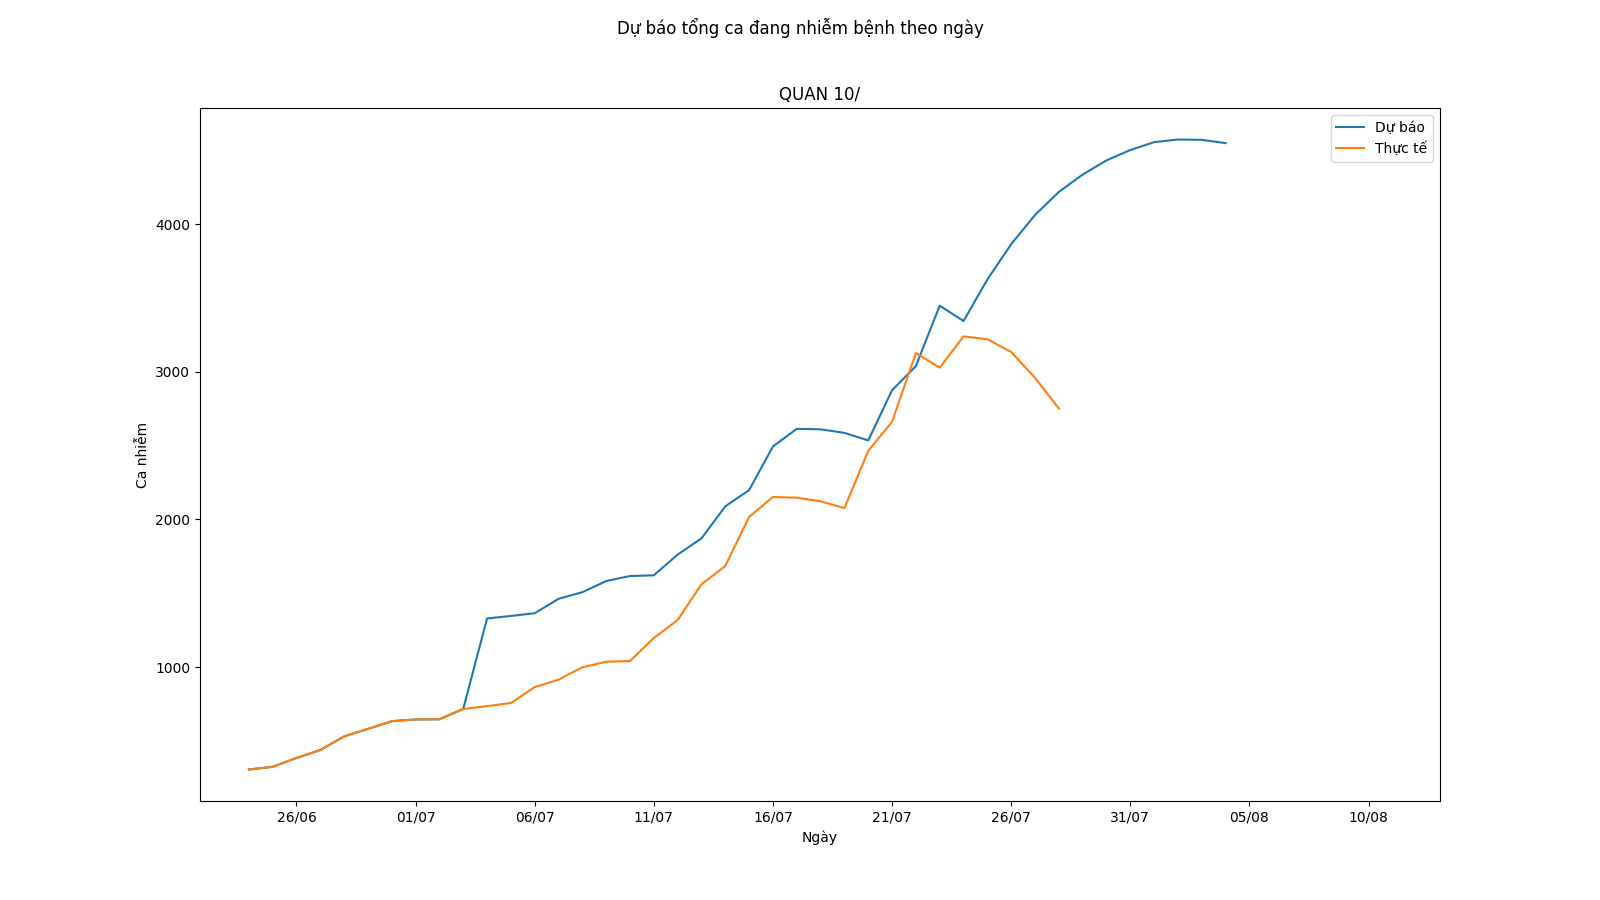 Dự báo tổng ca đang nhiễm bệnh theo ngày
QUAN 10/
Dự báo
Thực tế
4000
3000
2000
1000
Ca nhiễm
26/06 01/07 06/07 11/07 16/07 21/07 26/07 31/07 05/08 10/08
Ngày